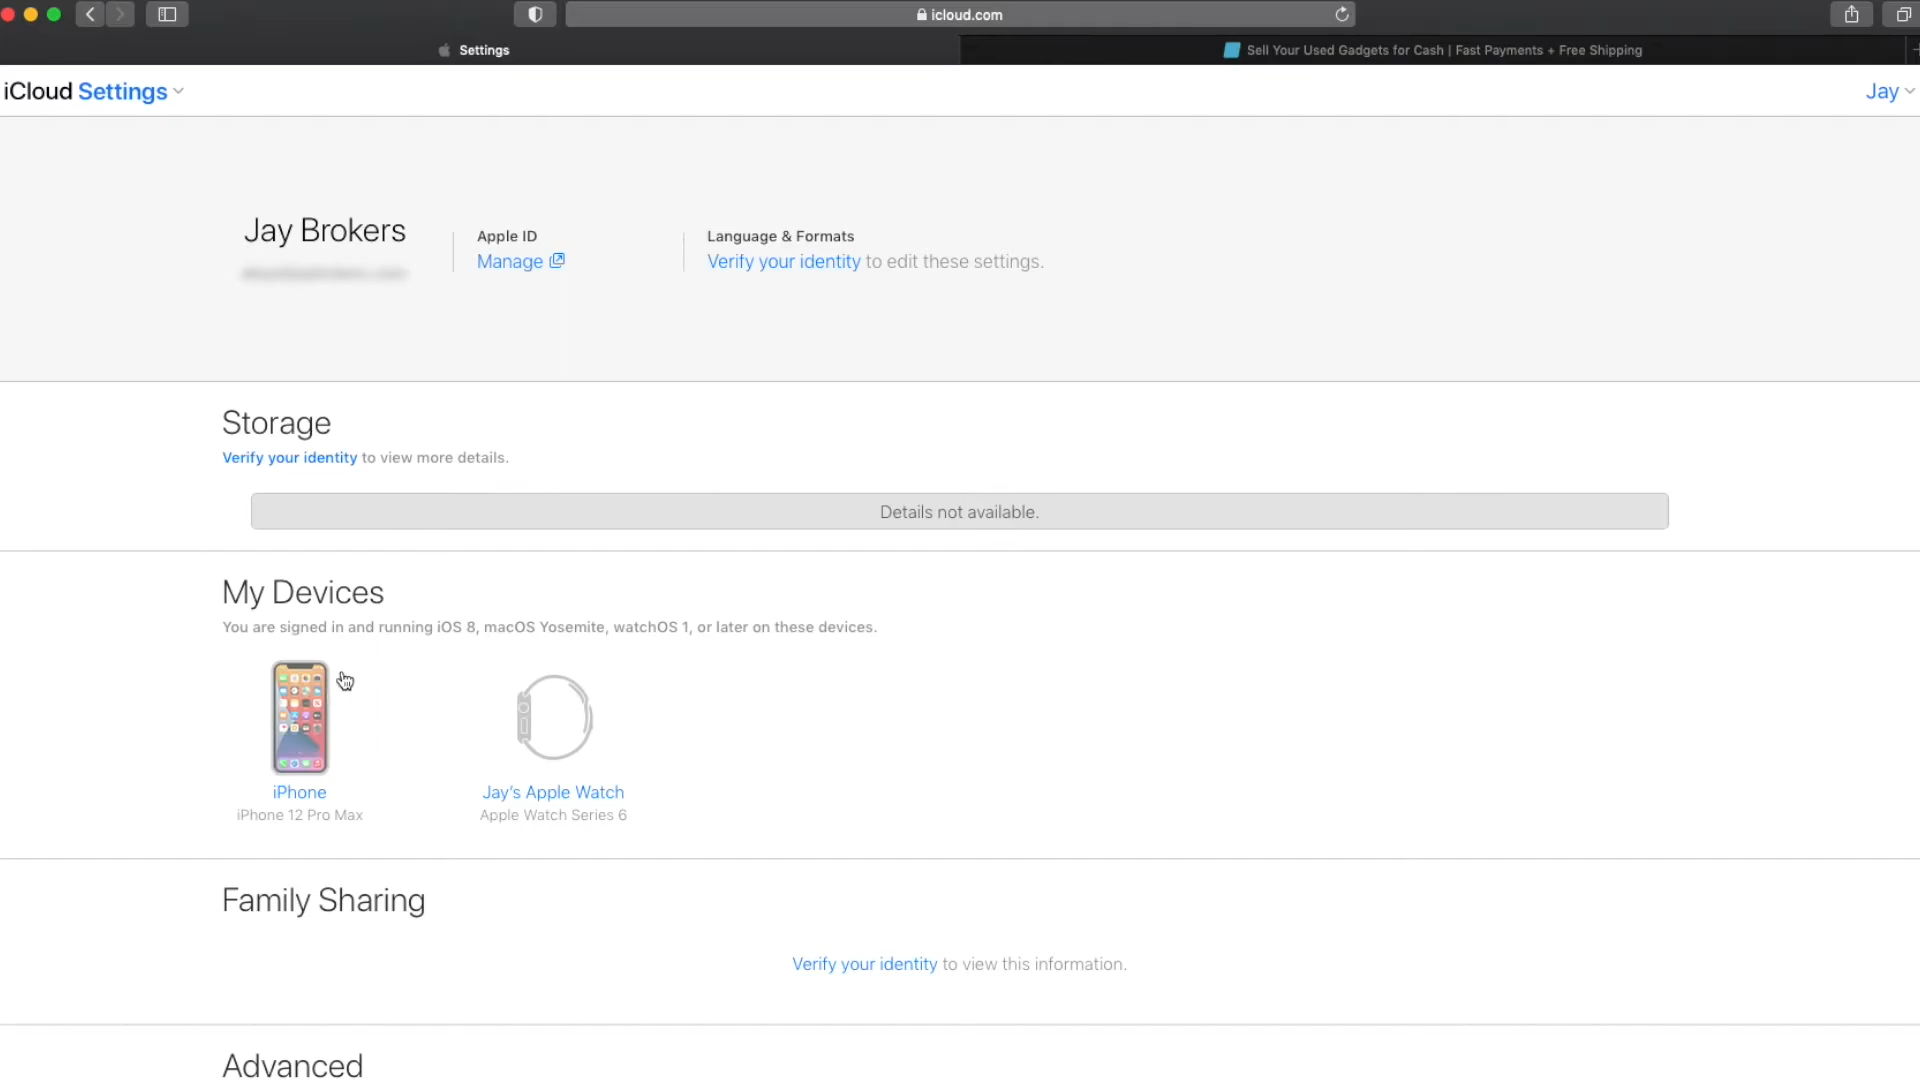 icloud.com
Settings
Sell Your Used Gadgets for Cash | Fast Payments + Free Shipping
iCloud Settings
Jay
Jay Brokers
Apple ID
Manage
Language & Formats
Verify your identity to edit these settings.
Storage
Verify your identity to view more details.
Details not available.
My Devices
You are signed in and running iOS 8, macOS Yosemite, watchOS 1, or later on these devices.
iPhone
iPhone 12 Pro Max
Jay's Apple Watch
Apple Watch Series 6
Family Sharing
Verify your identity to view this information.
Advanced